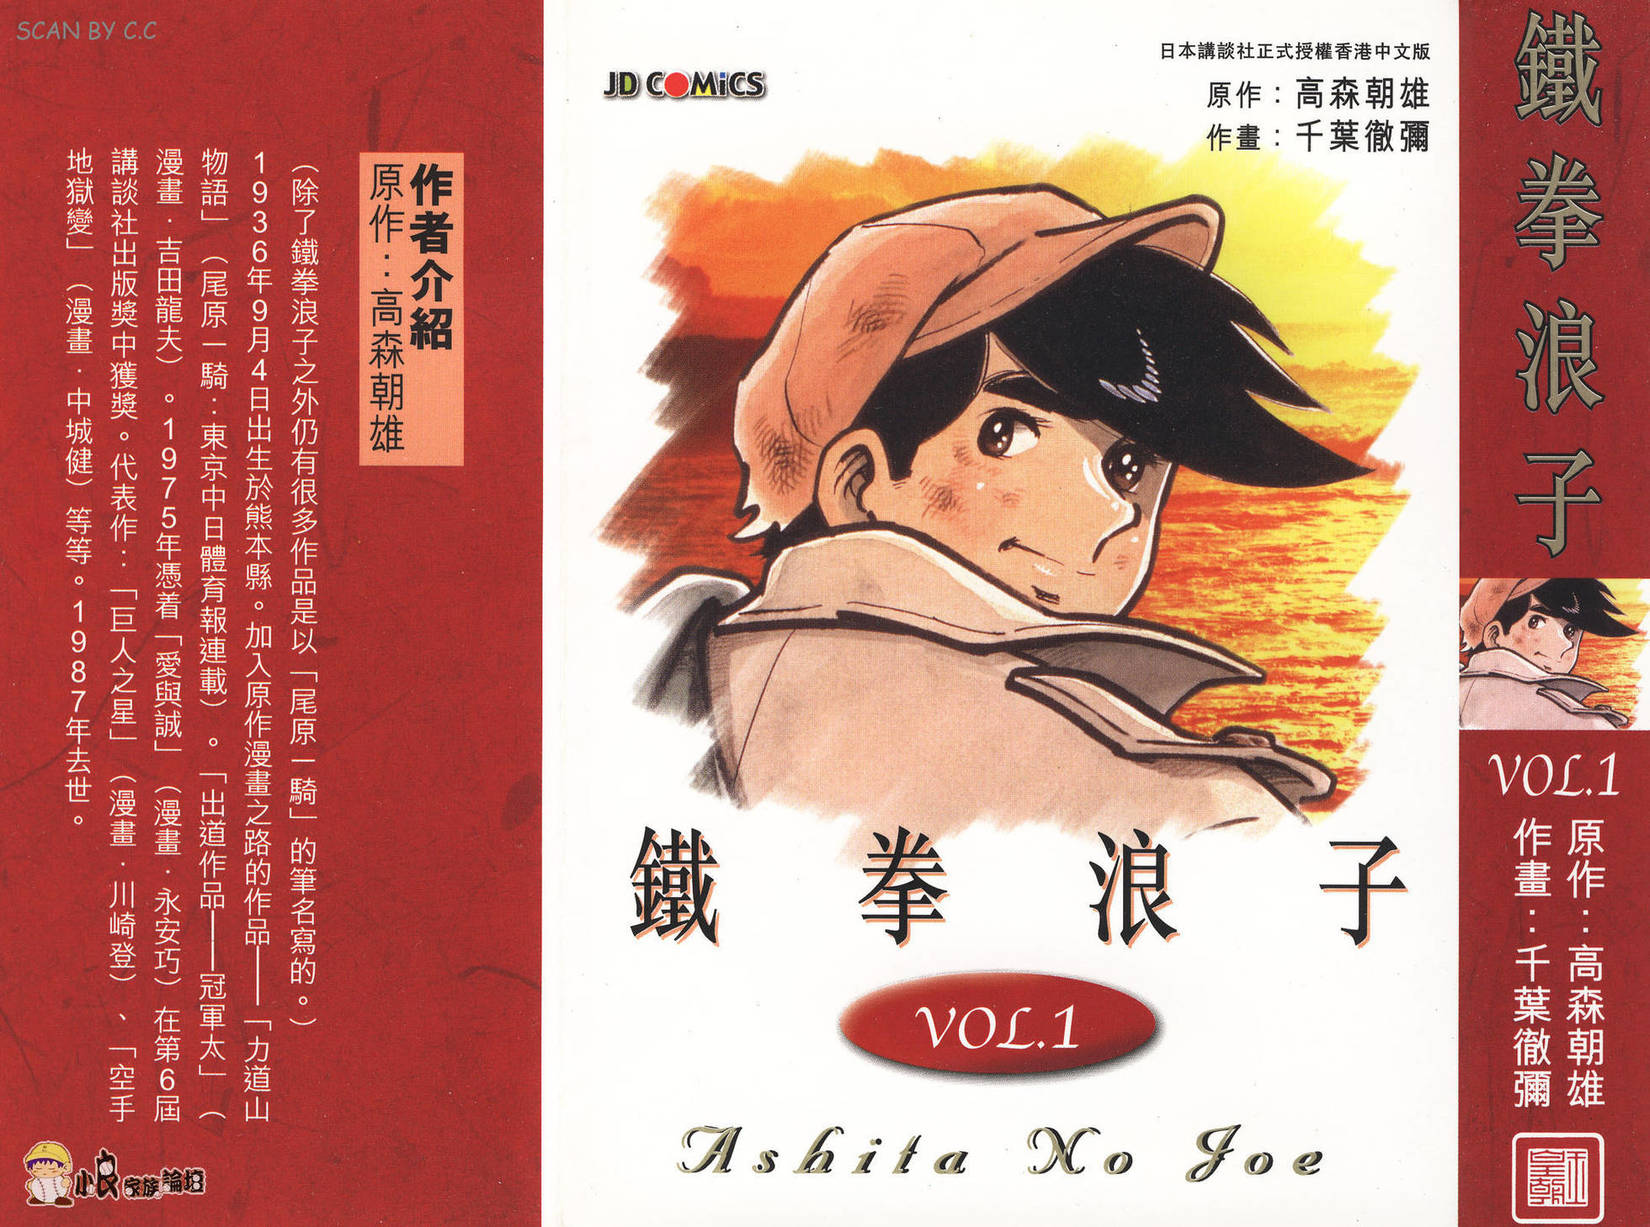 SCAN BY C.C
作者介紹
原作：高森朝雄
（除了鐵拳浪子之外仍有很多作品是以「尾原一騎」的筆名寫的。）
1936年9月4日出生於熊本縣。加入原作漫畫之路的作品——「力道山
物語」（尾原一騎：東京中日體育報連載）。「出道作品——冠軍太」（
漫畫．吉田龍夫）。1975年憑着「愛與誠」（漫畫．永安巧）在第6屆
講談社出版獎中獲獎。代表作：「巨人之星」（漫畫．川崎登）、「空手
地獄變」（漫畫．中城健）等等。1987年去世。
小良家族論壇
JD COMiCS
日本講談社正式授權香港中文版
原作：高森朝雄
作畫：千葉徹彌
鐵拳浪子
VOL.1
Ashita No Joe
鐵拳浪子
VOL.1
原作：高森朝雄
作畫：千葉徹彌